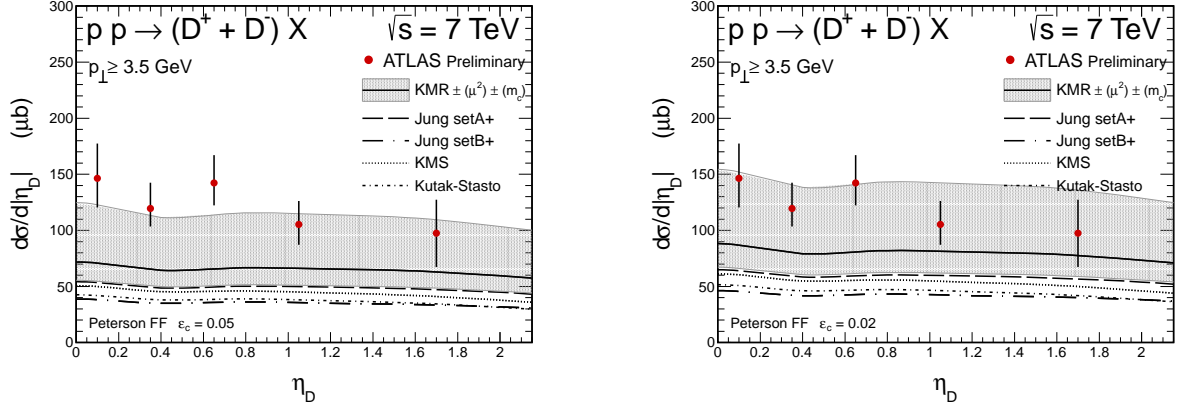 p p → (D⁺ + D⁻) X √s = 7 TeV
p⊥ ≥ 3.5 GeV
ATLAS Preliminary
KMR ± (μ²) ± (m_c)
Jung setA+
Jung setB+
KMS
Kutak-Stasto
dσ/d|η_D| (μb)
300
250
200
150
100
50
0
Peterson FF ε_c = 0.05
0 0.2 0.4 0.6 0.8 1 1.2 1.4 1.6 1.8 2
η_D
p p → (D⁺ + D⁻) X √s = 7 TeV
p⊥ ≥ 3.5 GeV
ATLAS Preliminary
KMR ± (μ²) ± (m_c)
Jung setA+
Jung setB+
KMS
Kutak-Stasto
dσ/d|η_D| (μb)
300
250
200
150
100
50
0
Peterson FF ε_c = 0.02
0 0.2 0.4 0.6 0.8 1 1.2 1.4 1.6 1.8 2
η_D